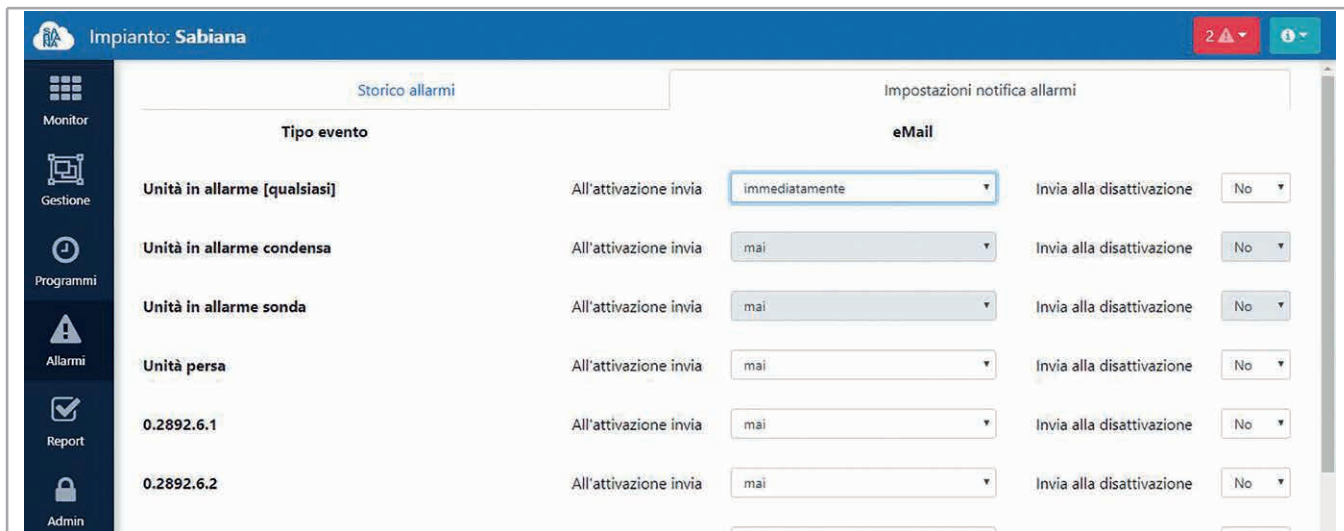 SANA
Impianto: Sabiana
2
Monitor
Gestione
Programmi
Allarmi
Report
Admin
Storico allarmi
Impostazioni notifica allarmi
Tipo evento
eMail
Unità in allarme [qualsiasi] All'attivazione invia immediatamente Invia alla disattivazione No
Unità in allarme condensa All'attivazione invia mai Invia alla disattivazione No
Unità in allarme sonda All'attivazione invia mai Invia alla disattivazione No
Unità persa All'attivazione invia mai Invia alla disattivazione No
0.2892.6.1 All'attivazione invia mai Invia alla disattivazione No
0.2892.6.2 All'attivazione invia mai Invia alla disattivazione No